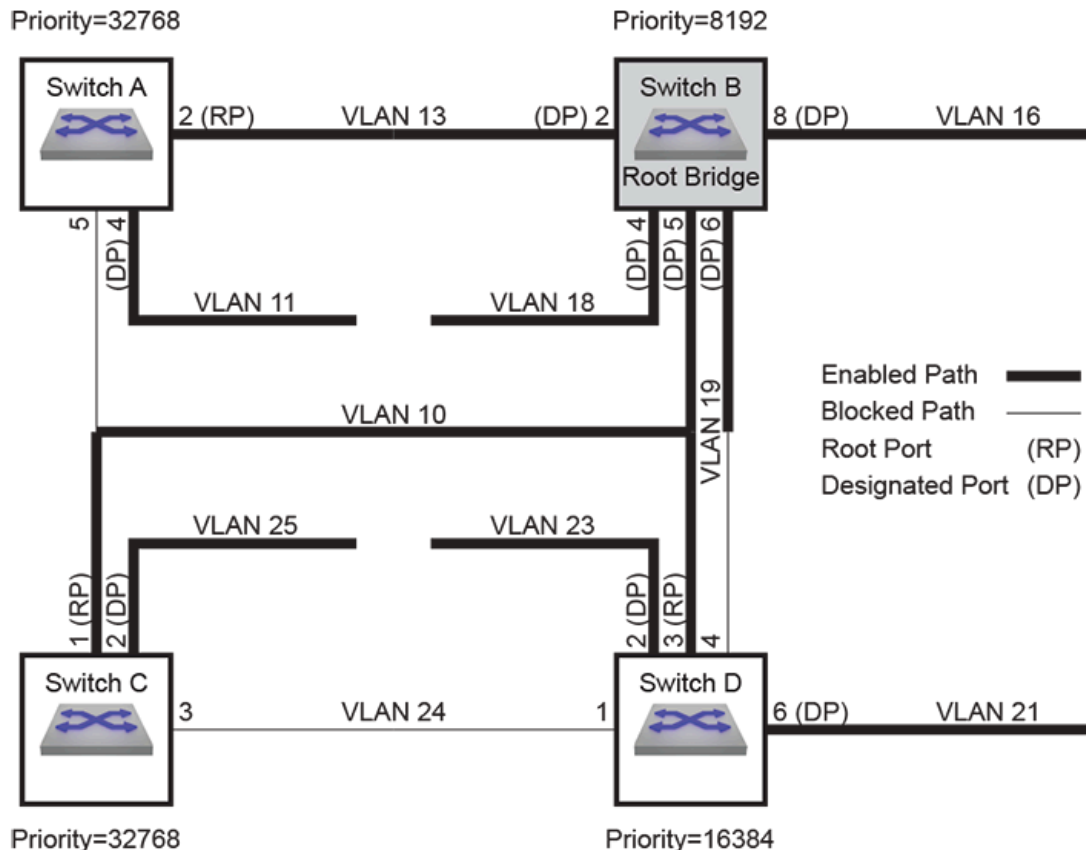 Priority=32768
Priority=8192
Switch A
2 (RP)
VLAN 13
(DP) 2
Switch B
Root Bridge
8 (DP)
VLAN 16
5
(DP) 4
VLAN 11
VLAN 18
(DP) 4
(DP) 5
(DP) 6
VLAN 10
VLAN 19
Enabled Path
Blocked Path
Root Port (RP)
Designated Port (DP)
VLAN 25
VLAN 23
1 (RP)
2 (DP)
2 (DP)
3 (RP)
4
Switch C
3
VLAN 24
1
Switch D
6 (DP)
VLAN 21
Priority=32768
Priority=16384